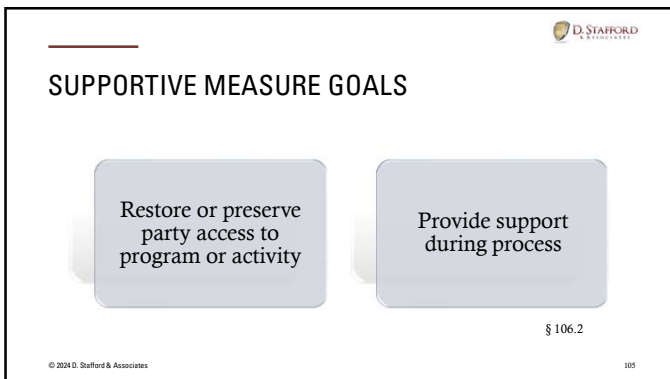 D. STAFFORD
& ASSOCIATES
SUPPORTIVE MEASURE GOALS
Restore or preserve
party access to
program or activity
Provide support
during process
§ 106.2
© 2024 D. Stafford & Associates
105